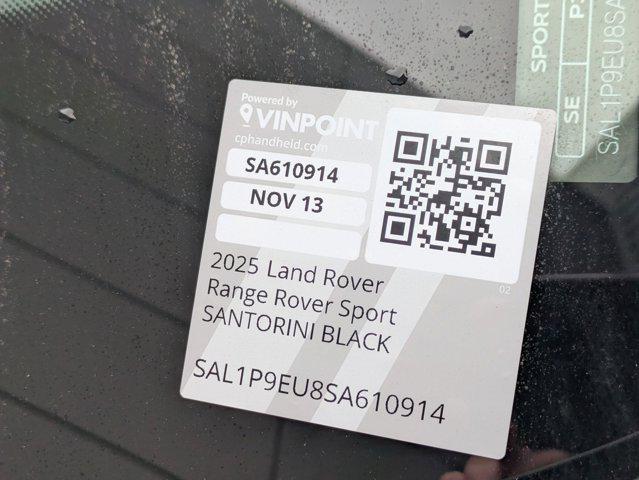 Powered by
VINPOINT
cphandheld.com
SA610914
NOV 13
2025 Land Rover
Range Rover Sport
SANTORINI BLACK
SAL1P9EU8SA610914
02
SPORT
SE
SAL1P9EU8SA